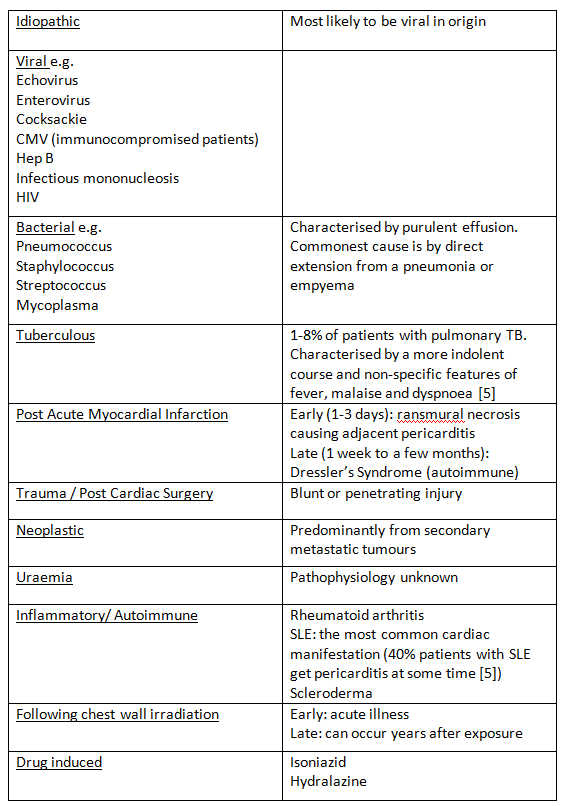 Idiopathic
Most likely to be viral in origin
Viral e.g.
Echovirus
Enterovirus
Cocksackie
CMV (immunocompromised patients)
Hep B
Infectious mononucleosis
HIV
Bacterial e.g.
Pneumococcus
Staphylococcus
Streptococcus
Mycoplasma
Characterised by purulent effusion.
Commonest cause is by direct
extension from a pneumonia or
empyema
Tuberculous
1-8% of patients with pulmonary TB.
Characterised by a more indolent
course and non-specific features of
fever, malaise and dyspnoea [5]
Post Acute Myocardial Infarction
Early (1-3 days): ransmural necrosis
causing adjacent pericarditis
Late (1 week to a few months):
Dressler's Syndrome (autoimmune)
Trauma / Post Cardiac Surgery
Blunt or penetrating injury
Neoplastic
Predominantly from secondary
metastatic tumours
Uraemia
Pathophysiology unknown
Inflammatory/ Autoimmune
Rheumatoid arthritis
SLE: the most common cardiac
manifestation (40% patients with SLE
get pericarditis at some time [5])
Scleroderma
Following chest wall irradiation
Early: acute illness
Late: can occur years after exposure
Drug induced
Isoniazid
Hydralazine